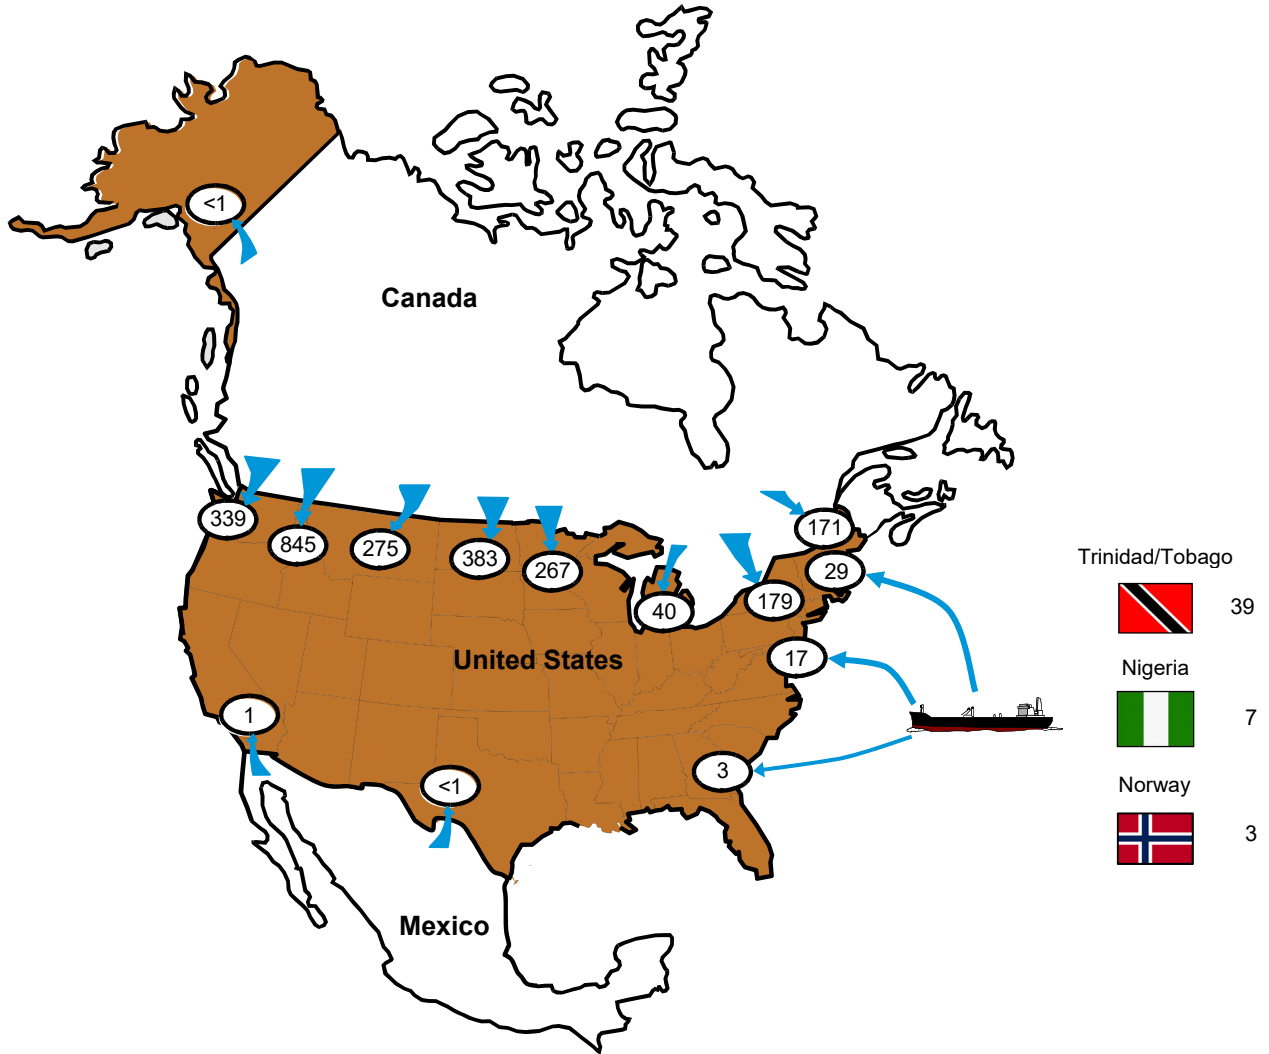 <1
Canada
339
845
275
383
267
40
179
171
29
17
3
1
<1
United States
Mexico
Trinidad/Tobago
39
Nigeria
7
Norway
3